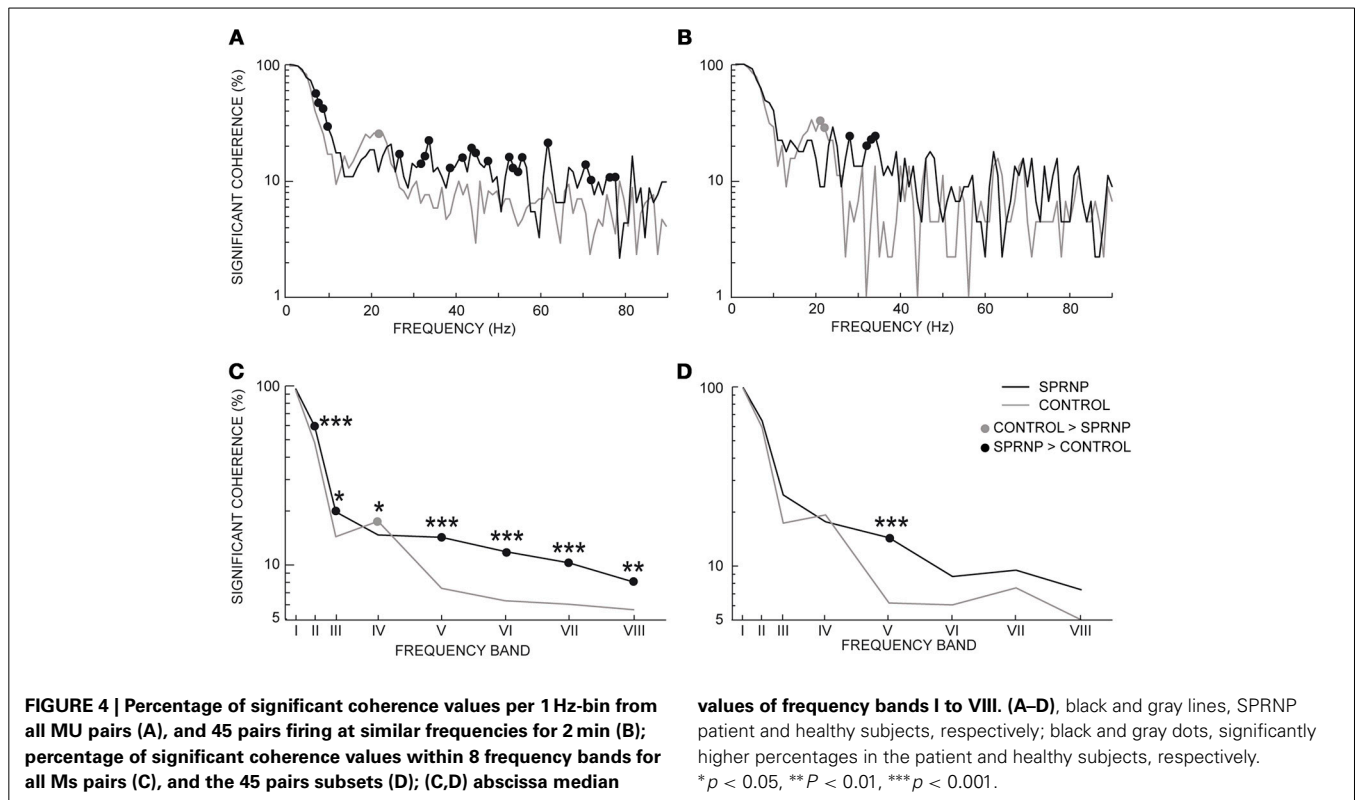 A
B
SIGNIFICANT COHERENCE (%)
100
10
1
0 20 40 60 80
FREQUENCY (Hz)
100
10
1
0 20 40 60 80
FREQUENCY (Hz)
C
D
SIGNIFICANT COHERENCE (%)
100
10
5
***
*
*
***
***
***
**
I II III IV V VI VII VIII
FREQUENCY BAND
100
10
5
***
SPRNP
CONTROL
CONTROL > SPRNP
SPRNP > CONTROL
I II III IV V VI VII VIII
FREQUENCY BAND
FIGURE 4 | Percentage of significant coherence values per 1 Hz-bin from
all MU pairs (A), and 45 pairs firing at similar frequencies for 2 min (B);
percentage of significant coherence values within 8 frequency bands for
all Ms pairs (C), and the 45 pairs subsets (D); (C,D) abscissa median
values of frequency bands I to VIII. (A–D), black and gray lines, SPRNP
patient and healthy subjects, respectively; black and gray dots, significantly
higher percentages in the patient and healthy subjects, respectively.
*p < 0.05, **P < 0.01, ***p < 0.001.